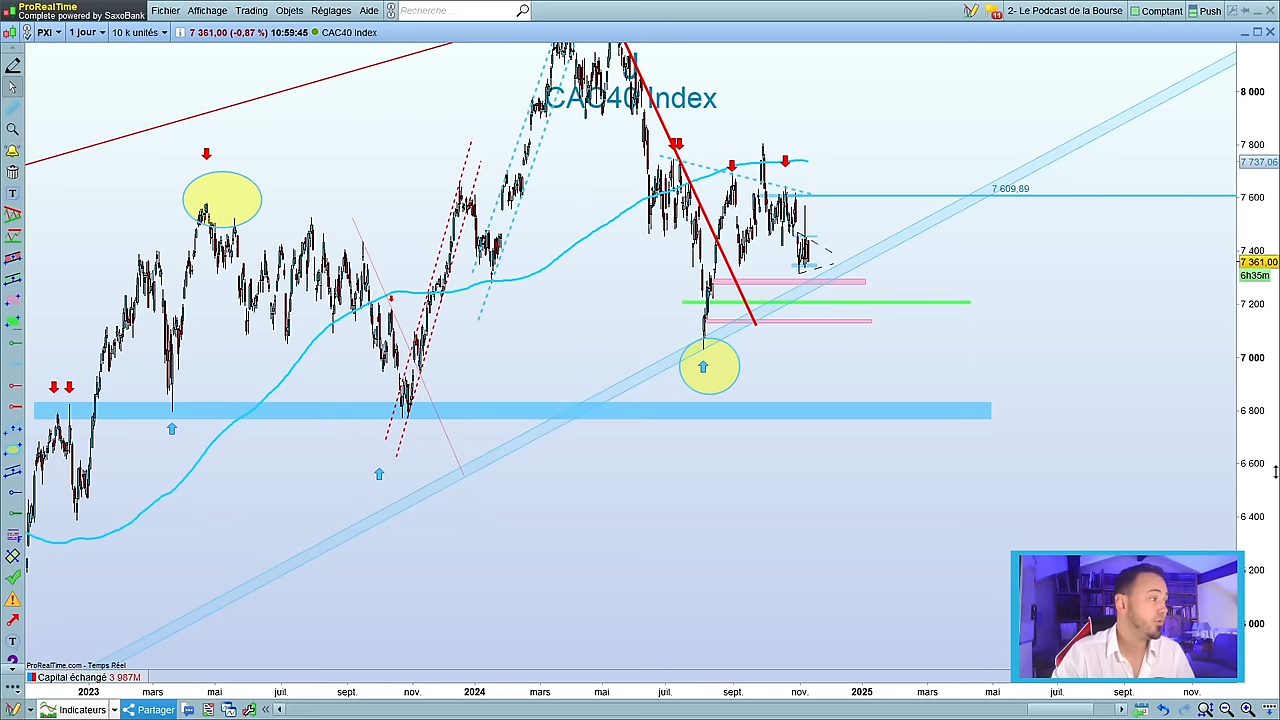 ProRealTime
Complete powered by SaxoBank
Fichier Affichage Trading Objets Réglages Aide
Recherche
11
2- Le Podcast de la Bourse
Comptant
Push
PXI 1 jour 10 k unités
7 361,00 (-0,87 %) 10:59:45 CAC40 Index
J
CAC40 Index
8 000
7 800
7 737,06
7 609,89
7 600
7 400
7 361,00
6h35m
7 200
7 000
6 800
6 600
6 400
ProRealTime.com - Temps Réel
Capital échangé 3 987M
2023 mars mai juil. sept. nov. 2024 mars mai juil. sept. nov. 2025 mars mai juil. sept. nov.
Indicateurs
Partager